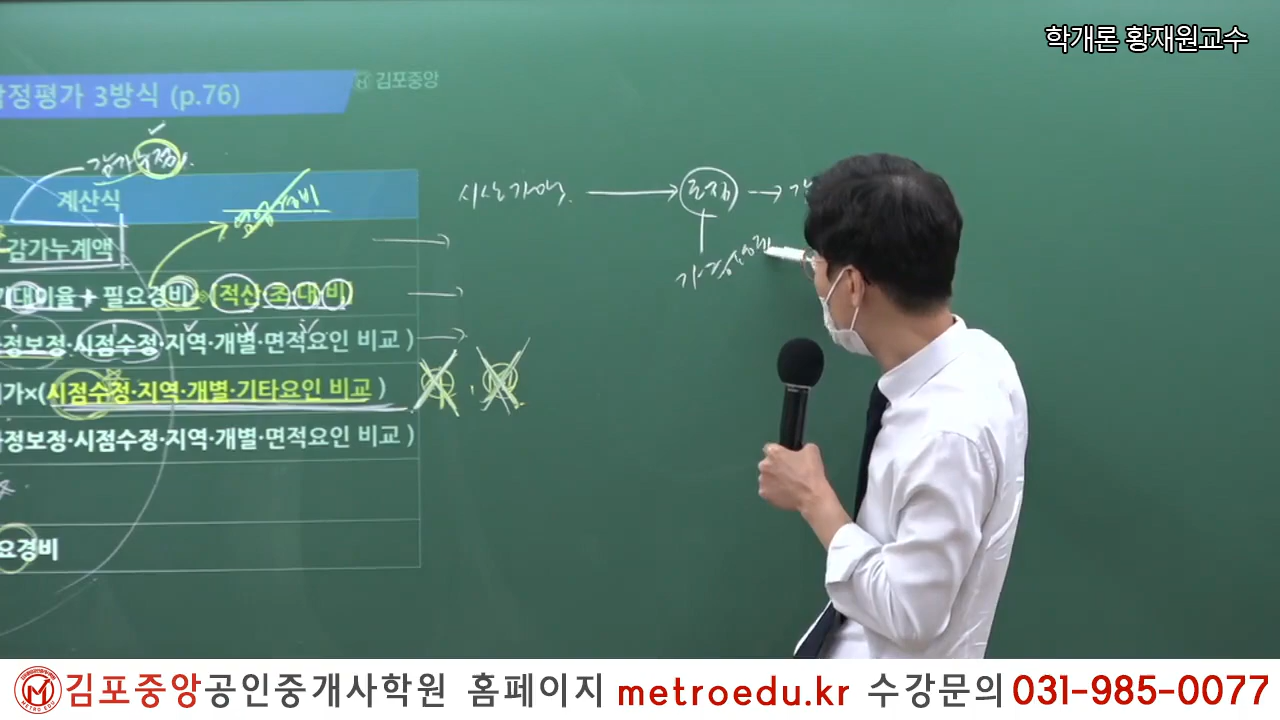 학개론 황재원교수
감정평가 3방식 (p.76)
김포중앙
감가누적
계산식
영업경비
감가누계액
기대이율 + 필요경비 (적산 조대비)
정보정·시점수정·지역·개별·면적요인 비교 )
가×(시점수정·지역·개별·기타요인 비교 )
정보정·시점수정·지역·개별·면적요인 비교 )
요경비
시산가액
조정
김포중앙공인중개사학원 홈페이지 metroedu.kr 수강문의 031-985-0077